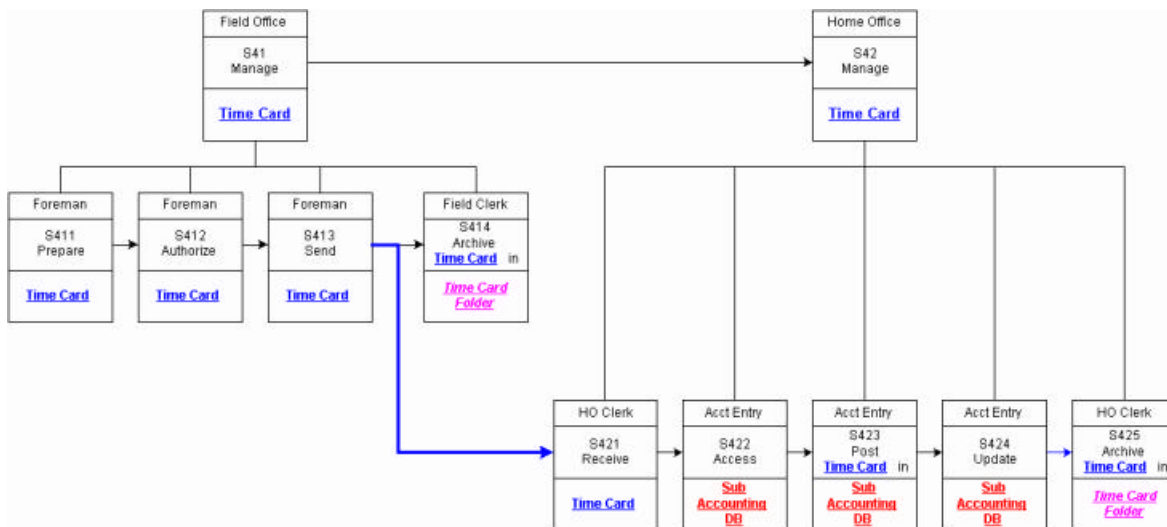 Field Office
S41
Manage
Time Card
Home Office
S42
Manage
Time Card
Foreman
S411
Prepare
Time Card
Foreman
S412
Authorize
Time Card
Foreman
S413
Send
Time Card
Field Clerk
S414
Archive
Time Card in
Time Card
Folder
HO Clerk
S421
Receive
Time Card
Acct Entry
S422
Access
Sub
Accounting
DB
Acct Entry
S423
Post
Time Card in
Sub
Accounting
DB
Acct Entry
S424
Update
Sub
Accounting
DB
HO Clerk
S425
Archive
Time Card in
Time Card
Folder